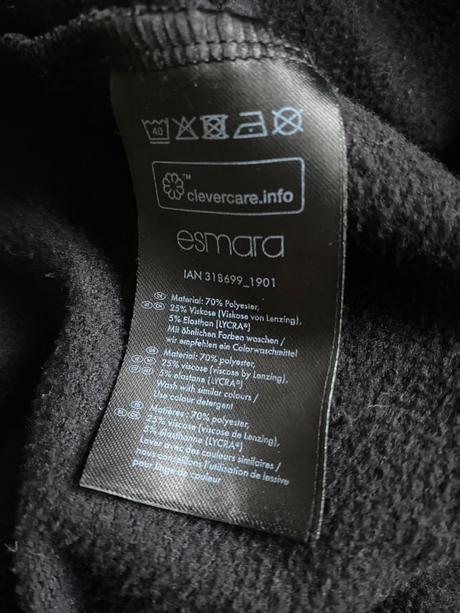 40
™
clevercare.info
esmara
IAN 318699_1901
Material: 70% Polyester,
25% Viskose (Viskose von Lenzing),
5% Elasthan (LYCRA®)
Mit ähnlichen Farben waschen /
wir empfehlen ein Colorwaschmittel
Material: 70% polyester,
25% viscose (viscose by Lenzing),
5% elastane (LYCRA®)
Wash with similar colours /
Use colour detergent
Matières: 70% polyester,
25% viscose (viscose de Lenzing),
5% élasthanne (LYCRA®)
Laver avec des couleurs similaires /
nous conseillons l'utilisation de lessive
pour linge de couleur